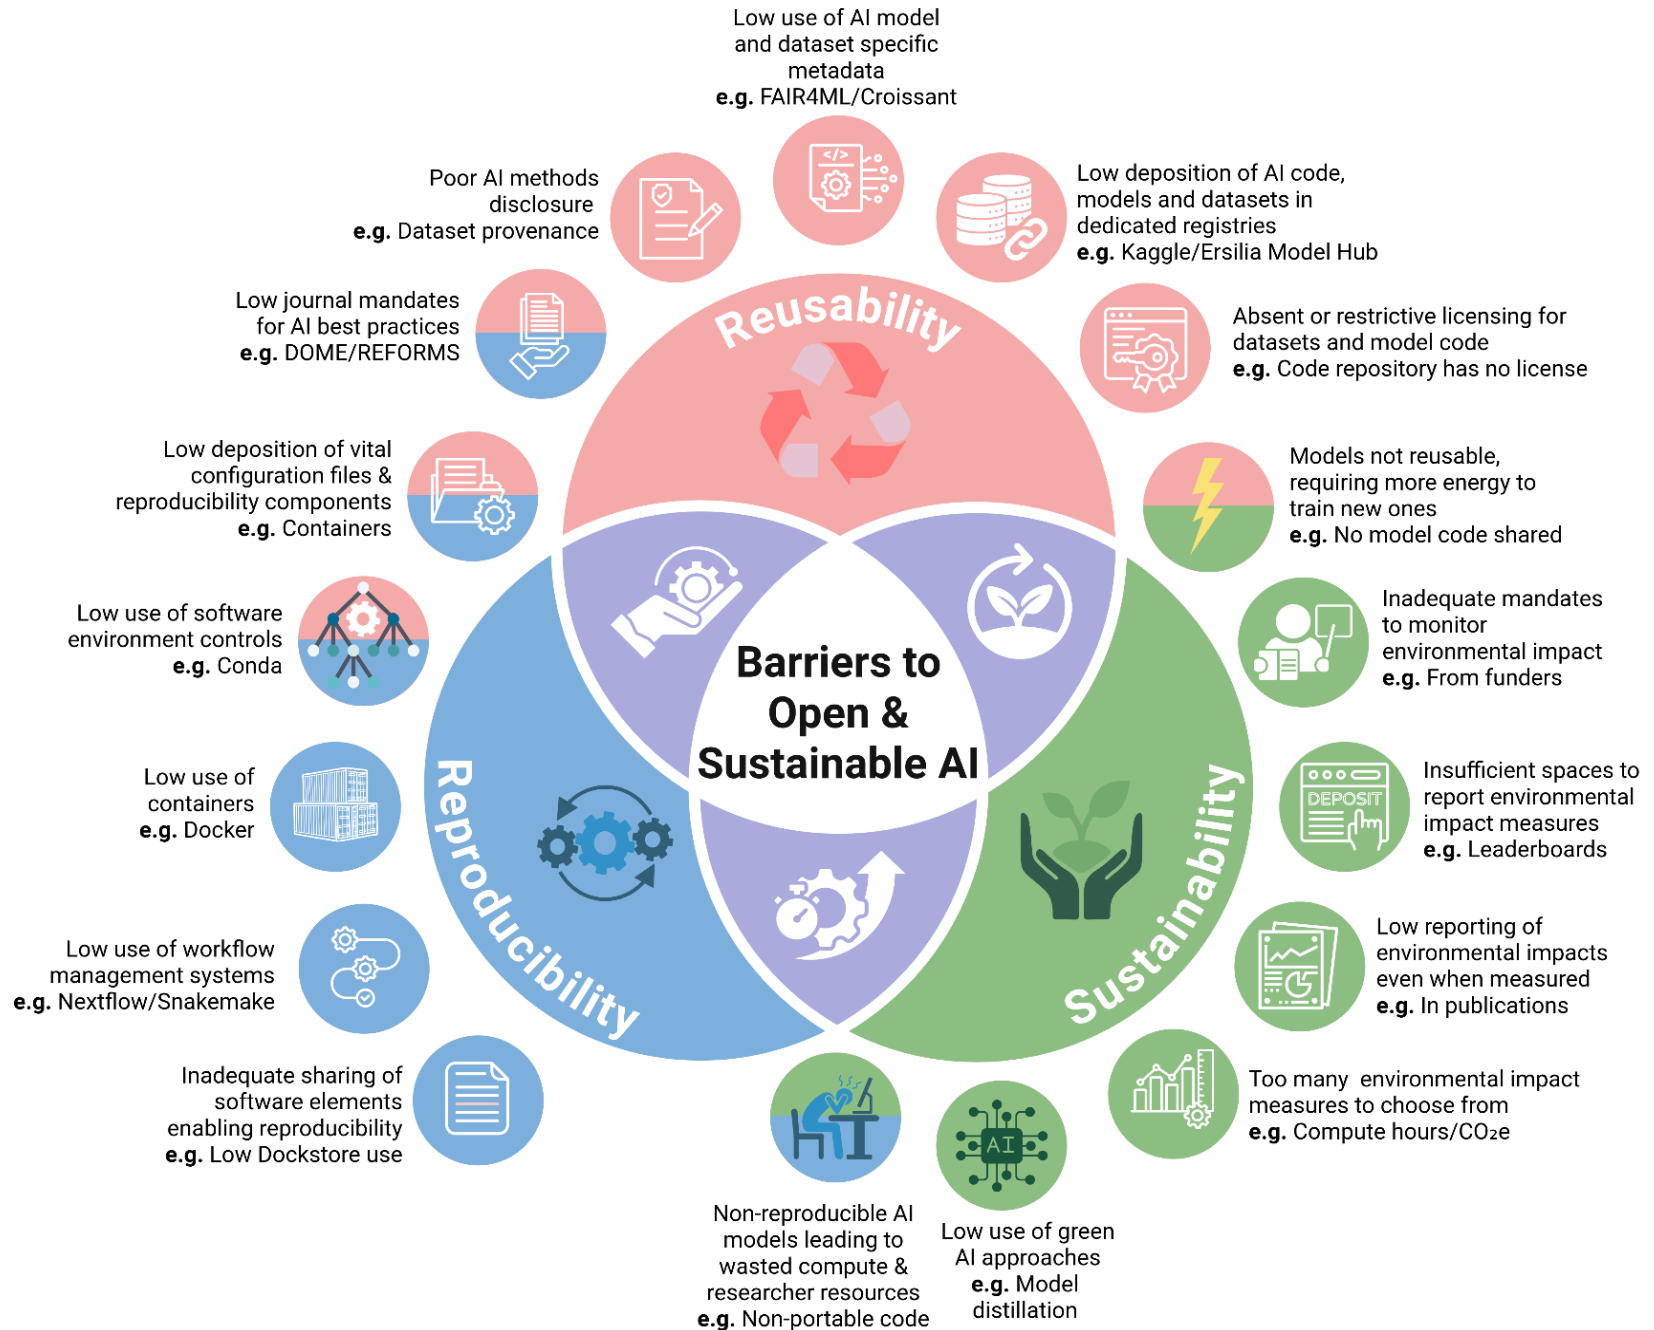 Low use of AI model
and dataset specific
metadata
e.g. FAIR4ML/Croissant
Poor AI methods
disclosure
e.g. Dataset provenance
Low deposition of AI code,
models and datasets in
dedicated registries
e.g. Kaggle/Ersilia Model Hub
Low journal mandates
for AI best practices
e.g. DOME/REFORMS
Absent or restrictive licensing for
datasets and model code
e.g. Code repository has no license
Low deposition of vital
configuration files &
reproducibility components
e.g. Containers
Models not reusable,
requiring more energy to
train new ones
e.g. No model code shared
Low use of software
environment controls
e.g. Conda
Inadequate mandates
to monitor
environmental impact
e.g. From funders
Low use of
containers
e.g. Docker
Insufficient spaces to
report environmental
impact measures
e.g. Leaderboards
DEPOSIT
Low use of workflow
management systems
e.g. Nextflow/Snakemake
Low reporting of
environmental impacts
even when measured
e.g. In publications
Inadequate sharing of
software elements
enabling reproducibility
e.g. Low Dockstore use
Too many environmental impact
measures to choose from
e.g. Compute hours/CO₂e
Non-reproducible AI
models leading to
wasted compute &
researcher resources
e.g. Non-portable code
AI
Low use of green
AI approaches
e.g. Model
distillation
</> 
Reusability
Reproducibility
Sustainability
Barriers to
Open &
Sustainable AI